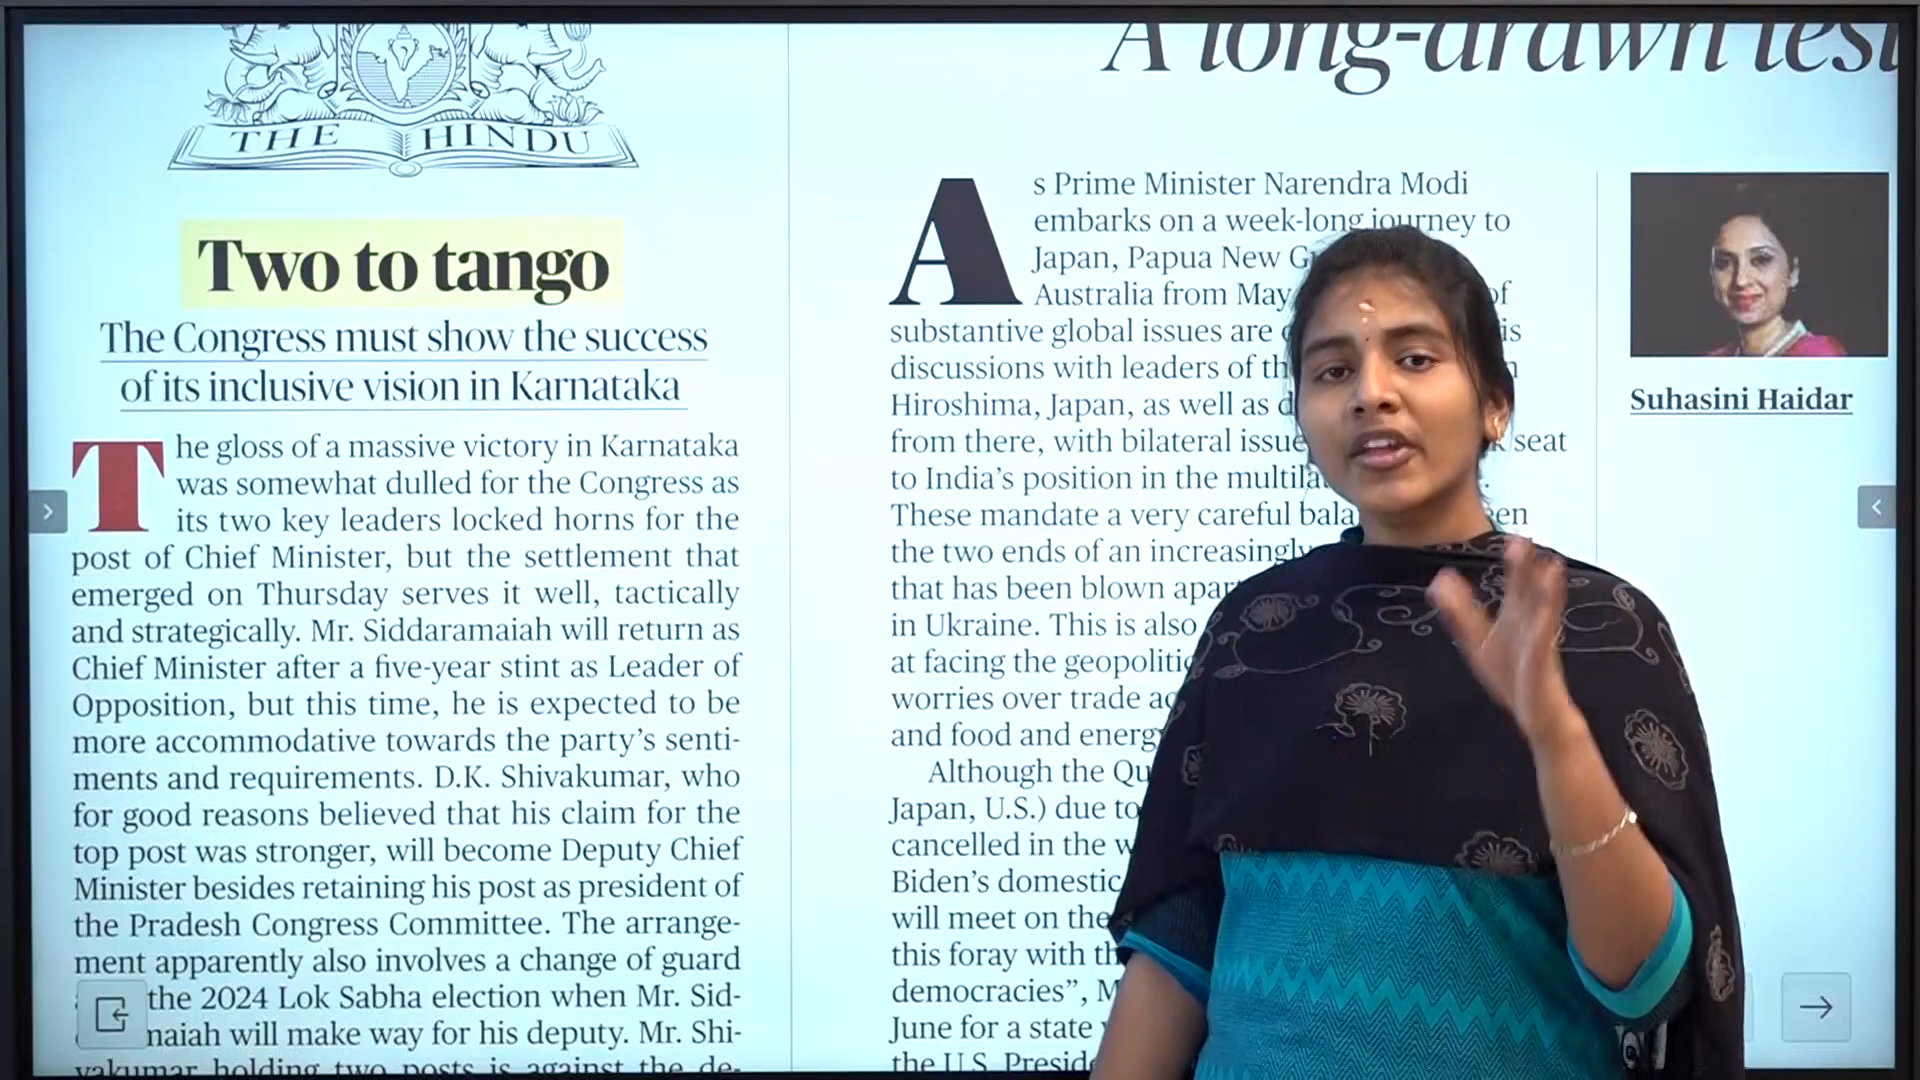 THE HINDU
Two to tango
The Congress must show the success
of its inclusive vision in Karnataka
The gloss of a massive victory in Karnataka
was somewhat dulled for the Congress as
its two key leaders locked horns for the
post of Chief Minister, but the settlement that
emerged on Thursday serves it well, tactically
and strategically. Mr. Siddaramaiah will return as
Chief Minister after a five-year stint as Leader of
Opposition, but this time, he is expected to be
more accommodative towards the party's senti-
ments and requirements. D.K. Shivakumar, who
for good reasons believed that his claim for the
top post was stronger, will become Deputy Chief
Minister besides retaining his post as president of
the Pradesh Congress Committee. The arrange-
ment apparently also involves a change of guard
the 2024 Lok Sabha election when Mr. Sid-
naiah will make way for his deputy. Mr. Shi-
vakumar holding two posts is against the de-
A long-drawn test
As Prime Minister Narendra Modi
embarks on a week-long journey to
Japan, Papua New
Australia from May of
substantive global issues are is
discussions with leaders of
Hiroshima, Japan, as well as
from there, with bilateral seat
to India's position in the
These mandate a very careful
the two ends of an increasingly
that has been blown apart
in Ukraine. This is also
at facing the
worries over trade
and food and
Although the
Japan, U.S.) due to
cancelled in the
Biden's domestic
will meet on the
this foray with
democracies”,
June for a state
the U.S.
Suhasini Haidar